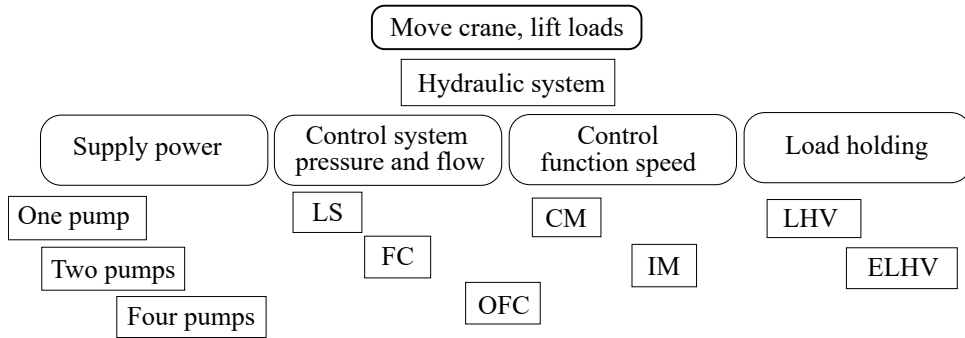 Move crane, lift loads
Hydraulic system
Supply power
Control system
pressure and flow
Control
function speed
Load holding
One pump
Two pumps
Four pumps
LS
FC
OFC
CM
IM
LHV
ELHV